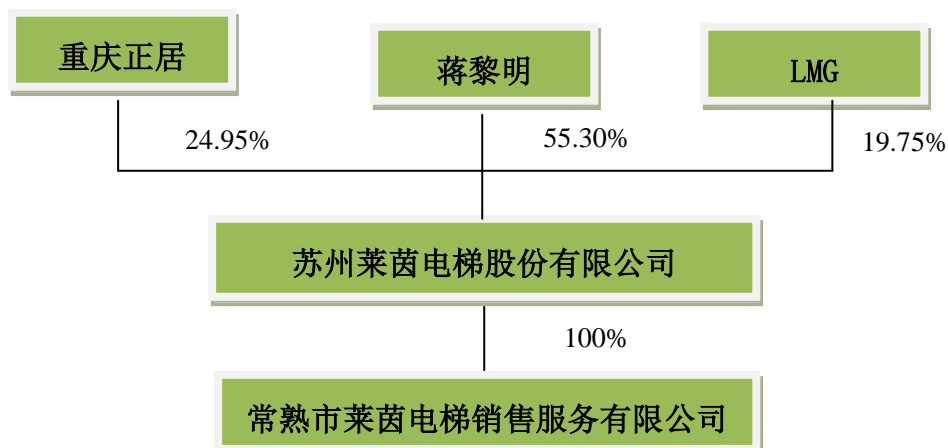 重庆正居
蒋黎明
LMG
24.95%
55.30%
19.75%
苏州莱茵电梯股份有限公司
100%
常熟市莱茵电梯销售服务有限公司